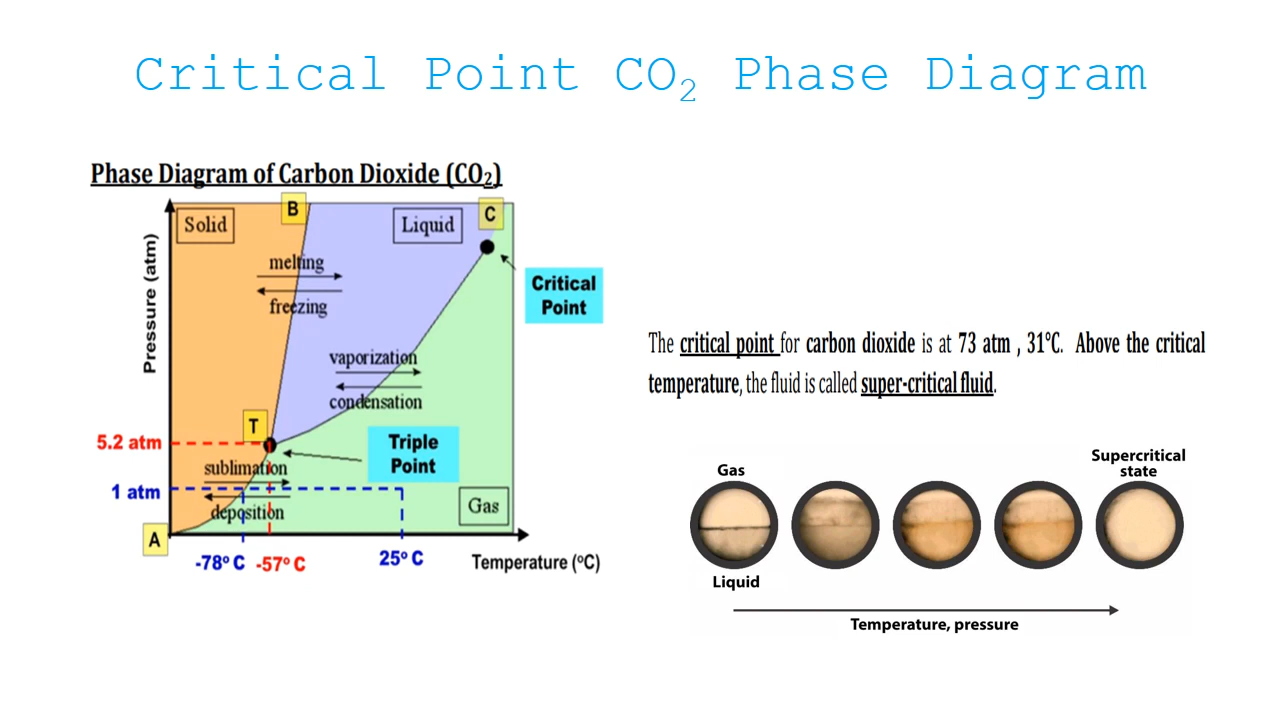 Critical Point CO₂ Phase Diagram
Phase Diagram of Carbon Dioxide (CO₂)
B
C
Solid
Liquid
melting
freezing
Critical
Point
Pressure (atm)
vaporization
condensation
T
5.2 atm
Triple
Point
sublimation
1 atm
deposition
Gas
A
-78° C
-57° C
25° C
Temperature (°C)
The critical point for carbon dioxide is at 73 atm , 31°C. Above the critical
temperature, the fluid is called super-critical fluid.
Gas
Supercritical
state
Liquid
Temperature, pressure